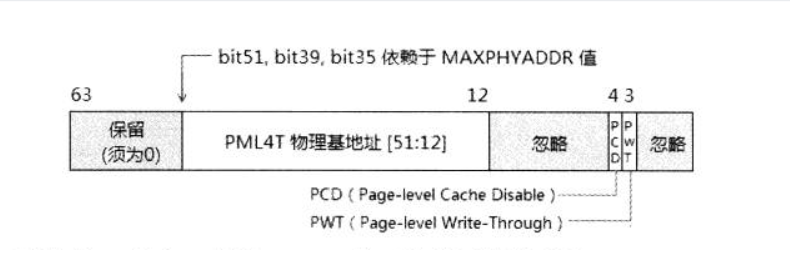 bit51, bit39, bit35 依赖于 MAXPHYADDR 值
63 12 4 3
保留
(须为0)
PML4T 物理基地址 [51:12]
忽略
PCD
PWT
忽略
PCD ( Page-level Cache Disable )
PWT ( Page-level Write-Through )